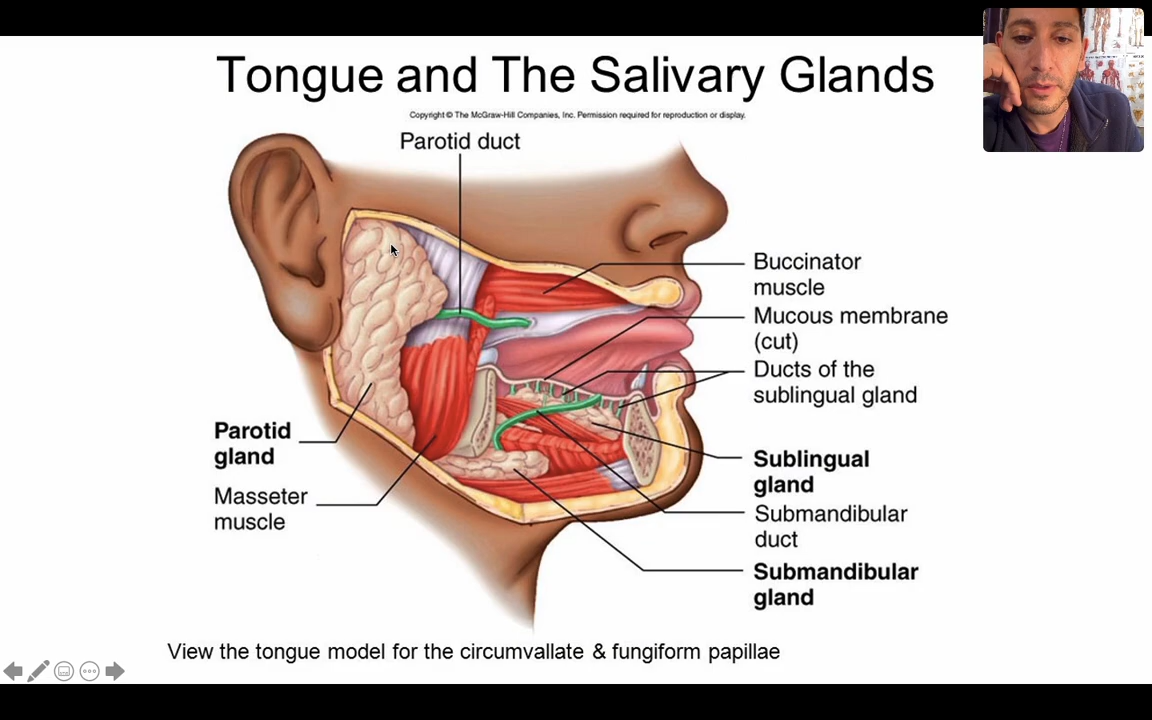 Tongue and The Salivary Glands
Copyright © The McGraw-Hill Companies, Inc. Permission required for reproduction or display.
Parotid duct
Buccinator
muscle
Mucous membrane
(cut)
Ducts of the
sublingual gland
Parotid
gland
Masseter
muscle
Sublingual
gland
Submandibular
duct
Submandibular
gland
View the tongue model for the circumvallate & fungiform papillae